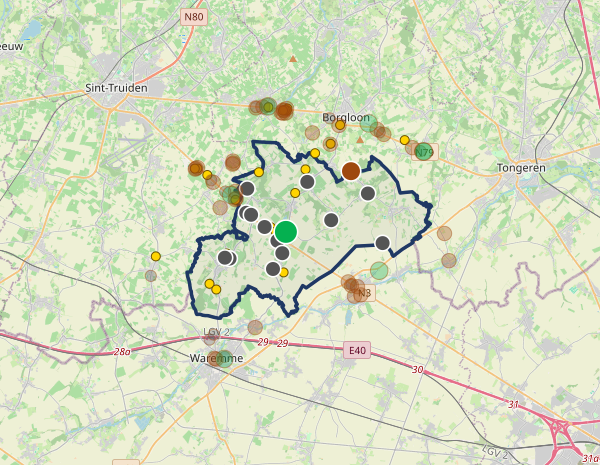 N80
eeuw
Sint-Truiden
Borgloon
N79
Tongeren
N3
LGV 2
28a
29
29
E40
Waremme
30
31
LGV 2
31a